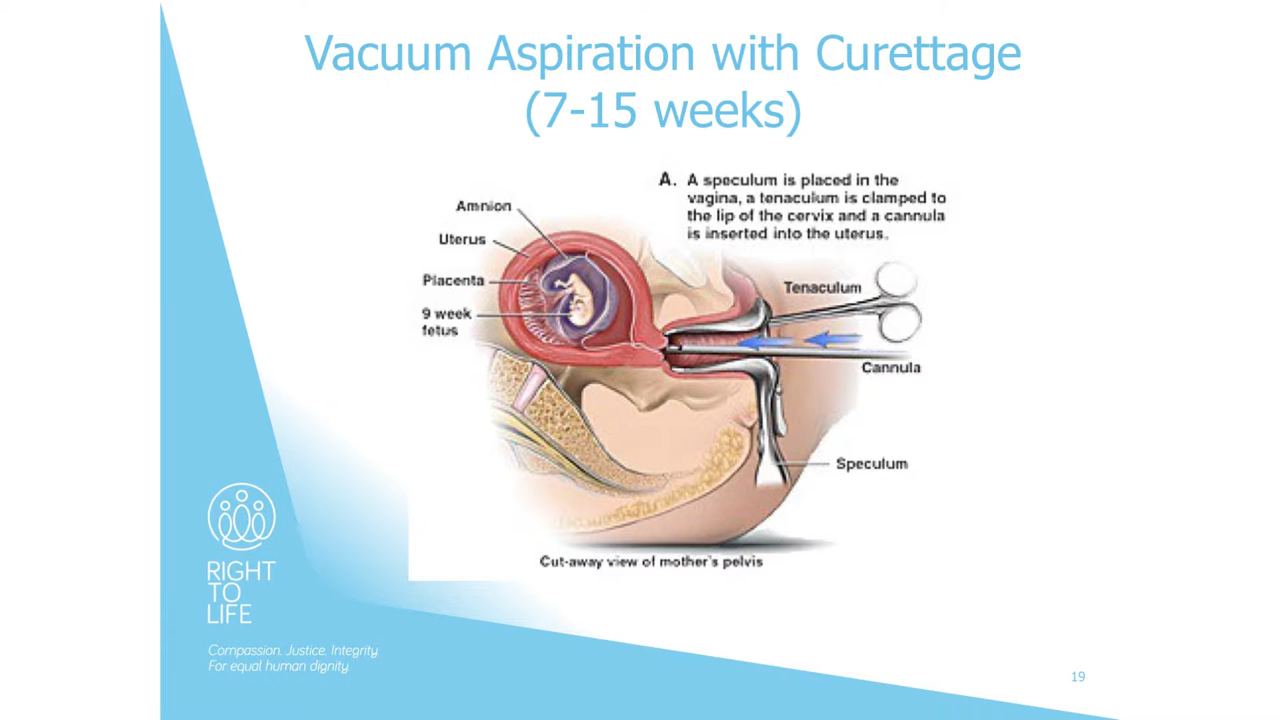 Vacuum Aspiration with Curettage
(7-15 weeks)
A. A speculum is placed in the
vagina, a tenaculum is clamped to
the lip of the cervix and a cannula
is inserted into the uterus.
Amnion
Uterus
Placenta
9 week
fetus
Tenaculum
Cannula
Speculum
Cut-away view of mother's pelvis
RIGHT
TO
LIFE
Compassion. Justice. Integrity
For equal human dignity
19